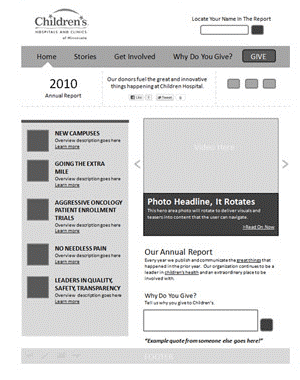 Children's
HOSPITALS AND CLINICS
of Minnesota
Locate Your Name In The Report
Home Stories Get Involved Why Do You Give? GIVE
2010
Annual Report
Our donors fuel the great and innovative
things happening at Children Hospital.
Like
Tweet
NEW CAMPUSES
Overview description goes here
Learn more
GOING THE EXTRA
MILE
Overview description goes here
Learn more
AGGRESSIVE ONCOLOGY
PATIENT ENROLLMENT
TRIALS
Overview description goes here
Learn more
NO NEEDLESS PAIN
Overview description goes here
Learn more
LEADERS IN QUALITY,
SAFETY, TRANSPARENCY
Overview description goes here
Learn more
Video Here
Photo Headline, It Rotates
This hero area photo will rotate to deliver visuals and
teasers into content that the user can navigate.
Read On Now
Our Annual Report
Every year we publish and communicate the great things that
happened in the prior year. Our organization continues to be a
leader in children's health and an extraordinary place to be
involved with.
Why Do You Give?
Tell us why you give to Children's.
"Example quote from someone else goes here!"
FOOTER